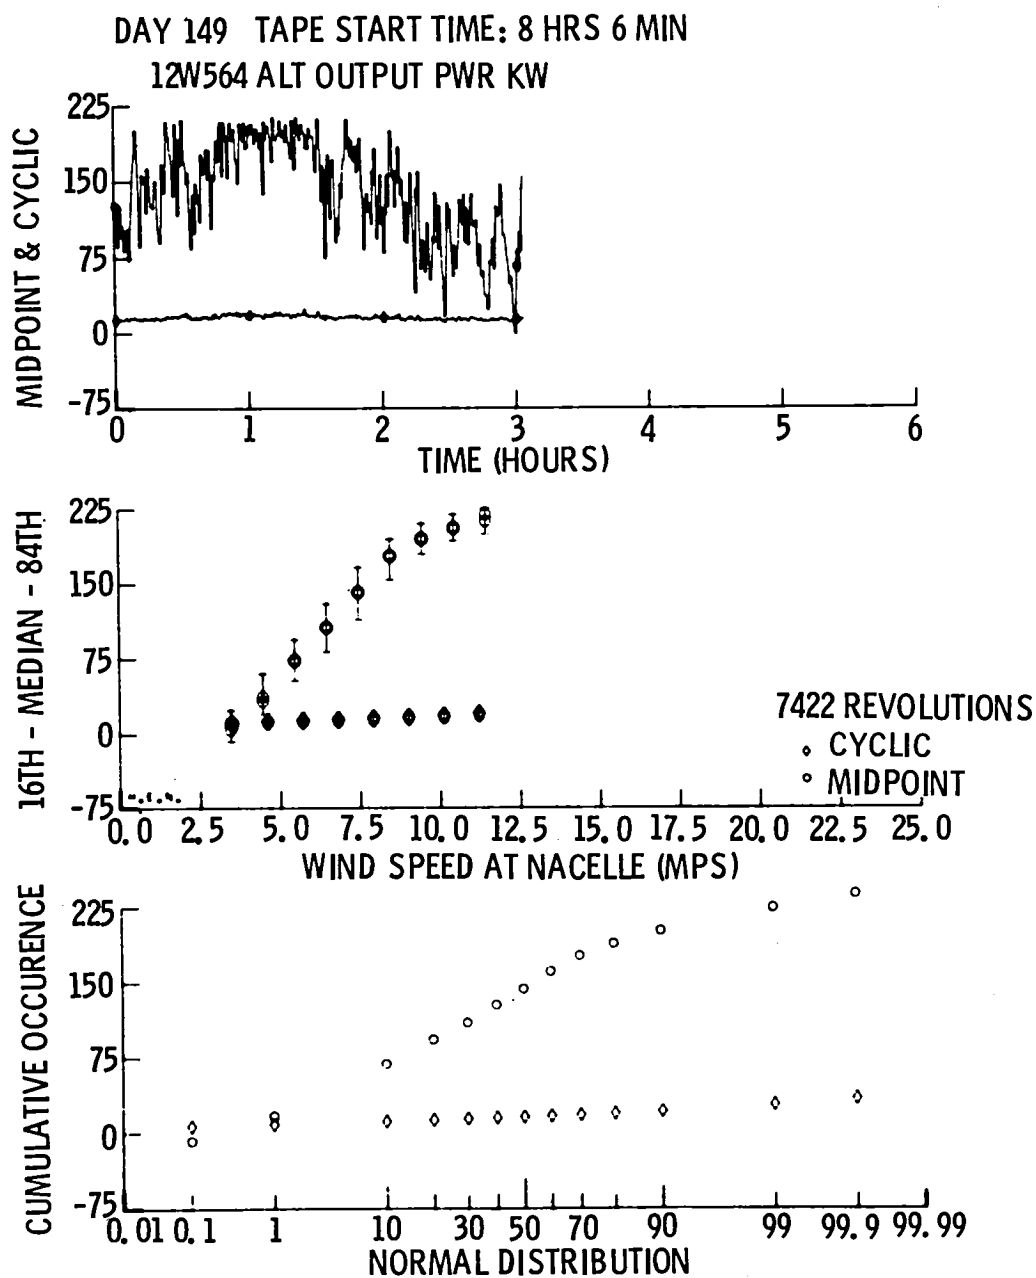 DAY 149 TAPE START TIME: 8 HRS 6 MIN
12W564 ALT OUTPUT PWR KW
MIDPOINT & CYCLIC
225
150
75
0
-75
0 1 2 3 4 5 6
TIME (HOURS)
16TH - MEDIAN - 84TH
225
150
75
0
-75
7422 REVOLUTIONS
◇ CYCLIC
○ MIDPOINT
0.0 2.5 5.0 7.5 10.0 12.5 15.0 17.5 20.0 22.5 25.0
WIND SPEED AT NACELLE (MPS)
CUMULATIVE OCCURENCE
225
150
75
0
-75
0.01 0.1 1 10 30 50 70 90 99 99.9 99.99
NORMAL DISTRIBUTION